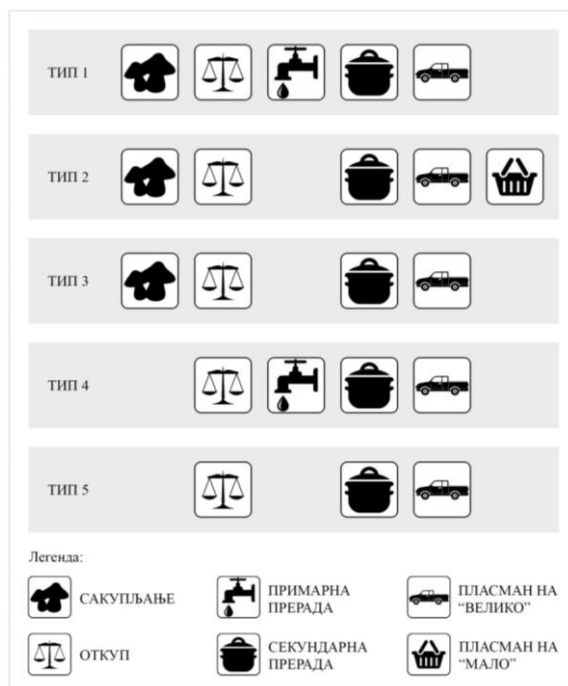 ТИП 1
ТИП 2
ТИП 3
ТИП 4
ТИП 5
Легенда:
САКУПЉАЊЕ
ПРИМАРНА
ПРЕРАДА
ПЛАСМАН НА
“ВЕЛИКО”
ОТКУП
СЕКУНДАРНА
ПРЕРАДА
ПЛАСМАН НА
“МАЛО”